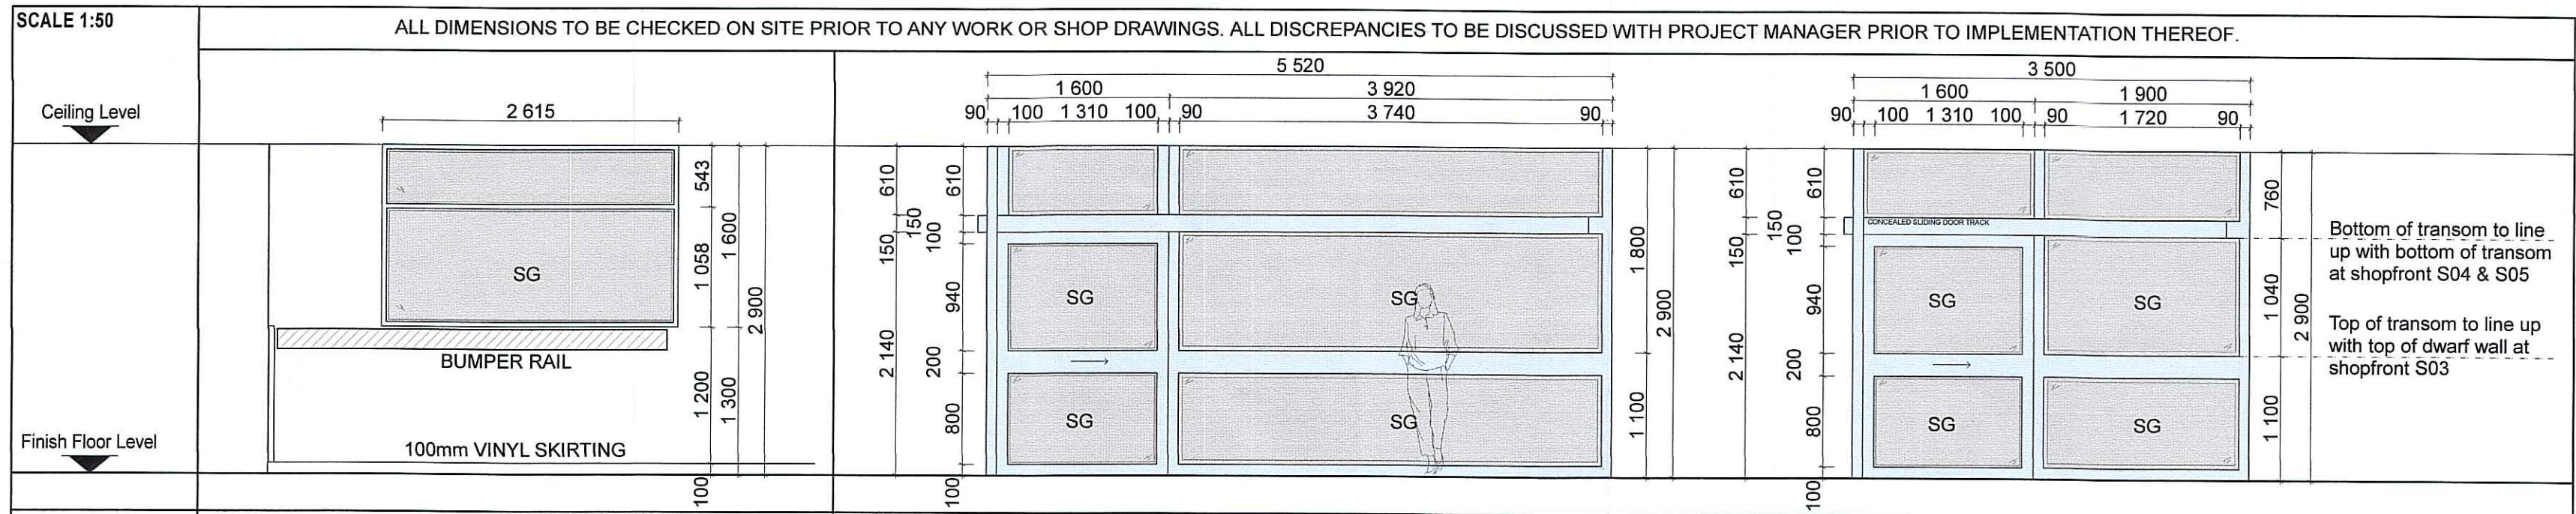 SCALE 1:50
ALL DIMENSIONS TO BE CHECKED ON SITE PRIOR TO ANY WORK OR SHOP DRAWINGS. ALL DISCREPANCIES TO BE DISCUSSED WITH PROJECT MANAGER PRIOR TO IMPLEMENTATION THEREOF.
Ceiling Level
Finish Floor Level
2 615
543
1 058
1 600
2 900
1 200
1 300
100
SG
BUMPER RAIL
100mm VINYL SKIRTING
5 520
1 600
3 920
90
100
1 310
100
90
3 740
90
610
150
2 140
610
150
100
940
200
800
100
SG
SG
SG
SG
1 800
1 100
2 900
3 500
1 600
1 900
90
100
1 310
100
90
1 720
90
610
150
2 140
610
150
100
940
200
800
100
CONCEALED SLIDING DOOR TRACK
SG
SG
SG
SG
760
1 040
1 100
2 900
Bottom of transom to line
up with bottom of transom
at shopfront S04 & S05
Top of transom to line up
with top of dwarf wall at
shopfront S03